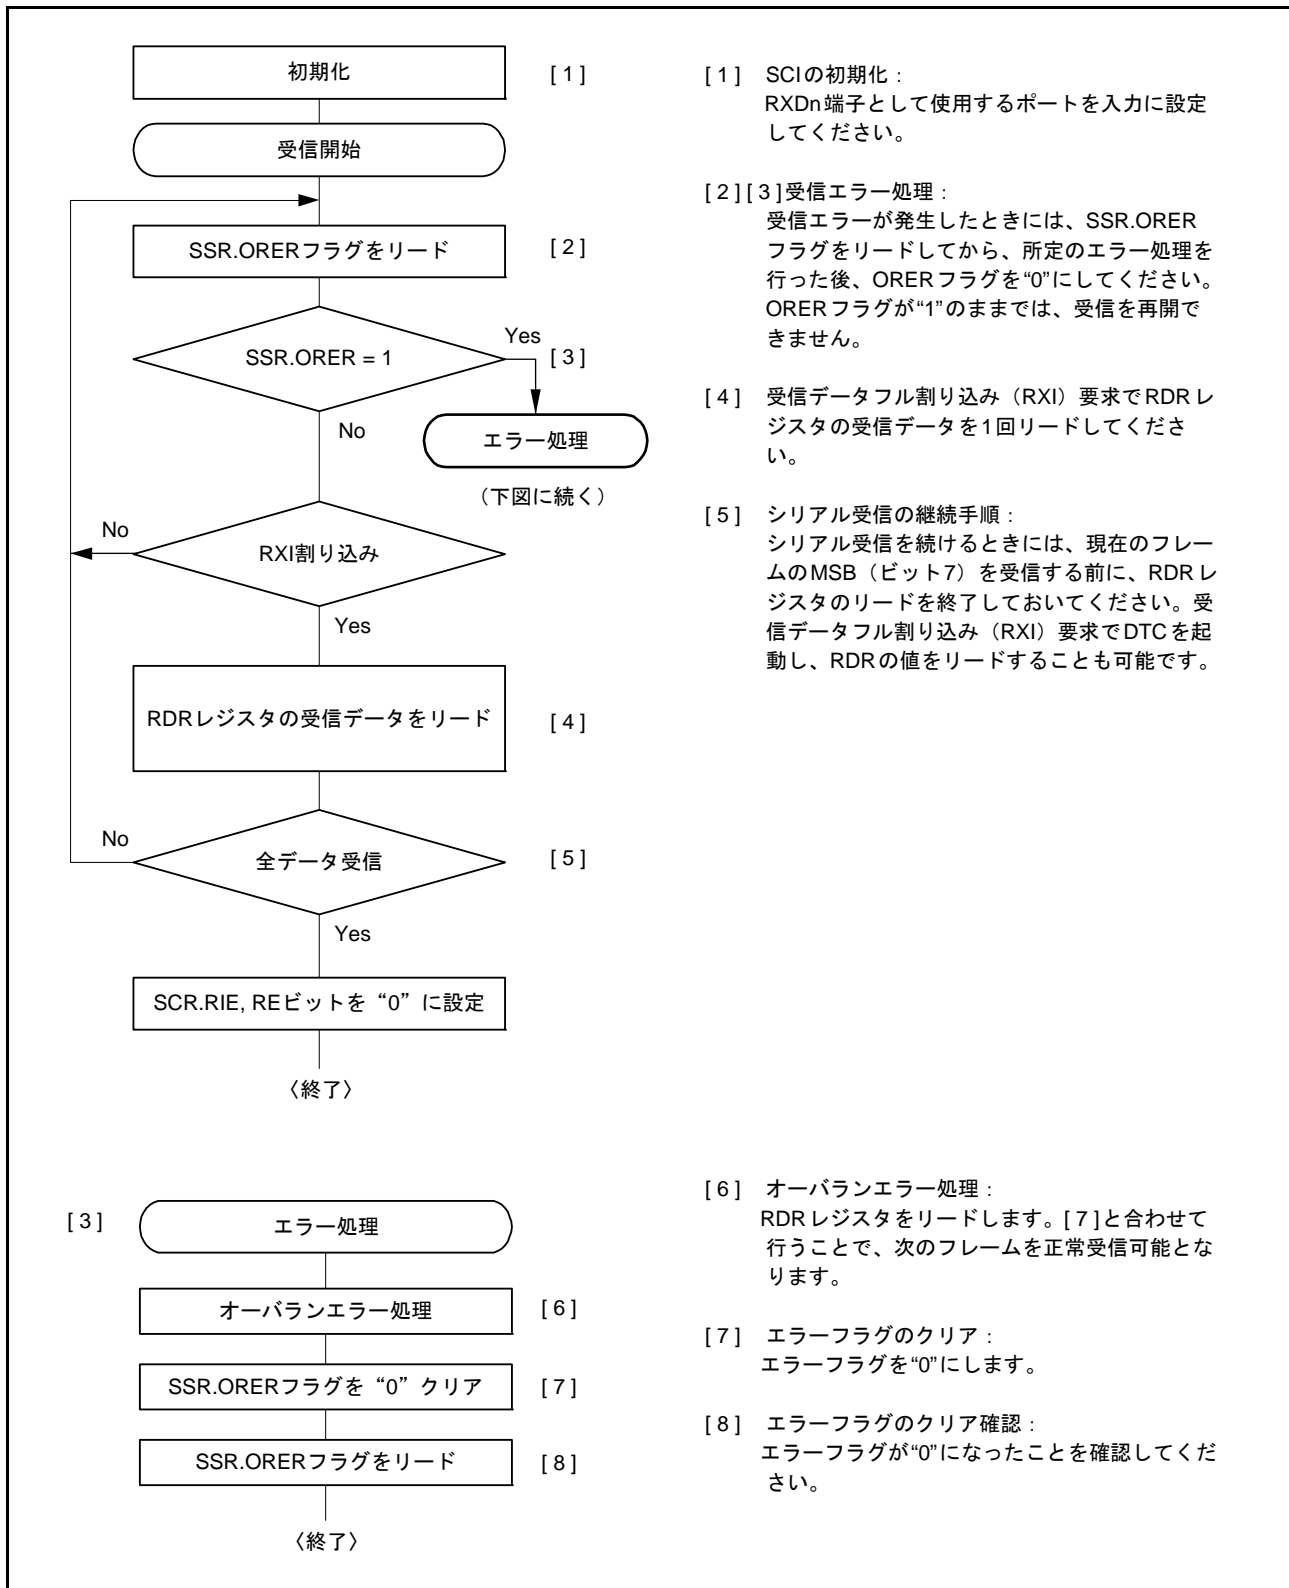 初期化
[ 1 ]
受信開始
SSR.ORERフラグをリード
[ 2 ]
SSR.ORER = 1
Yes
[ 3 ]
No
エラー処理
（下図に続く）
No
RXI割り込み
Yes
RDRレジスタの受信データをリード
[ 4 ]
No
全データ受信
[ 5 ]
Yes
SCR.RIE, REビットを“0”に設定
〈終了〉
[ 1 ] SCIの初期化：
RXDn端子として使用するポートを入力に設定
してください。
[ 2 ] [ 3 ]受信エラー処理：
受信エラーが発生したときには、SSR.ORER
フラグをリードしてから、所定のエラー処理を
行った後、ORERフラグを“0”にしてください。
ORERフラグが“1”のままでは、受信を再開で
きません。
[ 4 ] 受信データフル割り込み（RXI）要求でRDRレ
ジスタの受信データを1回リードしてくださ
い。
[ 5 ] シリアル受信の継続手順：
シリアル受信を続けるときには、現在のフレー
ムのMSB（ビット7）を受信する前に、RDRレ
ジスタのリードを終了しておいてください。受
信データフル割り込み（RXI）要求でDTCを起
動し、RDRの値をリードすることも可能です。
[ 3 ]
エラー処理
オーバランエラー処理
[ 6 ]
SSR.ORERフラグを“0”クリア
[ 7 ]
SSR.ORERフラグをリード
[ 8 ]
〈終了〉
[ 6 ] オーバランエラー処理：
RDRレジスタをリードします。[ 7 ]と合わせて
行うことで、次のフレームを正常受信可能とな
ります。
[ 7 ] エラーフラグのクリア：
エラーフラグを“0”にします。
[ 8 ] エラーフラグのクリア確認：
エラーフラグが“0”になったことを確認してくだ
さい。